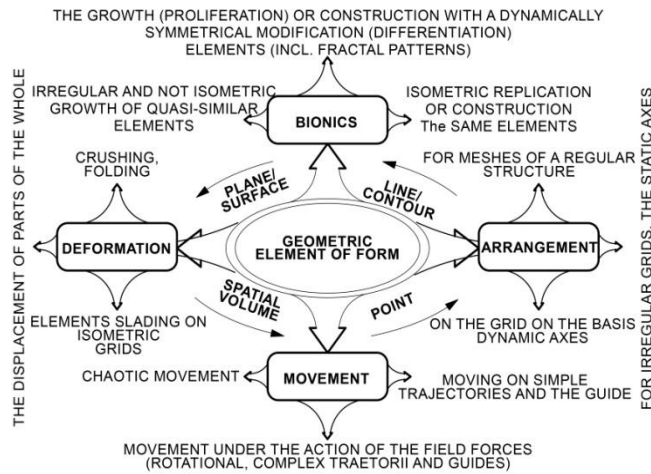 THE GROWTH (PROLIFERATION) OR CONSTRUCTION WITH A DYNAMICALLY
SYMMETRICAL MODIFICATION (DIFFERENTIATION)
ELEMENTS (INCL. FRACTAL PATTERNS)
IRREGULAR AND NOT ISOMETRIC
GROWTH OF QUASI-SIMILAR
ELEMENTS
BIONICS
ISOMETRIC REPLICATION
OR CONSTRUCTION
The SAME ELEMENTS
THE DISPLACEMENT OF PARTS OF THE WHOLE
CRUSHING,
FOLDING
PLANE/
SURFACE
LINE/
CONTOUR
FOR MESHES OF A REGULAR
STRUCTURE
DEFORMATION
GEOMETRIC
ELEMENT OF FORM
ARRANGEMENT
FOR IRREGULAR GRIDS, THE STATIC AXES
ELEMENTS SLADING ON
ISOMETRIC
GRIDS
SPATIAL
VOLUME
POINT
ON THE GRID ON THE BASIS
DYNAMIC AXES
CHAOTIC MOVEMENT
MOVEMENT
MOVING ON SIMPLE
TRAJECTORIES AND THE GUIDE
MOVEMENT UNDER THE ACTION OF THE FIELD FORCES
(ROTATIONAL, COMPLEX TRAETORII AND GUIDES)